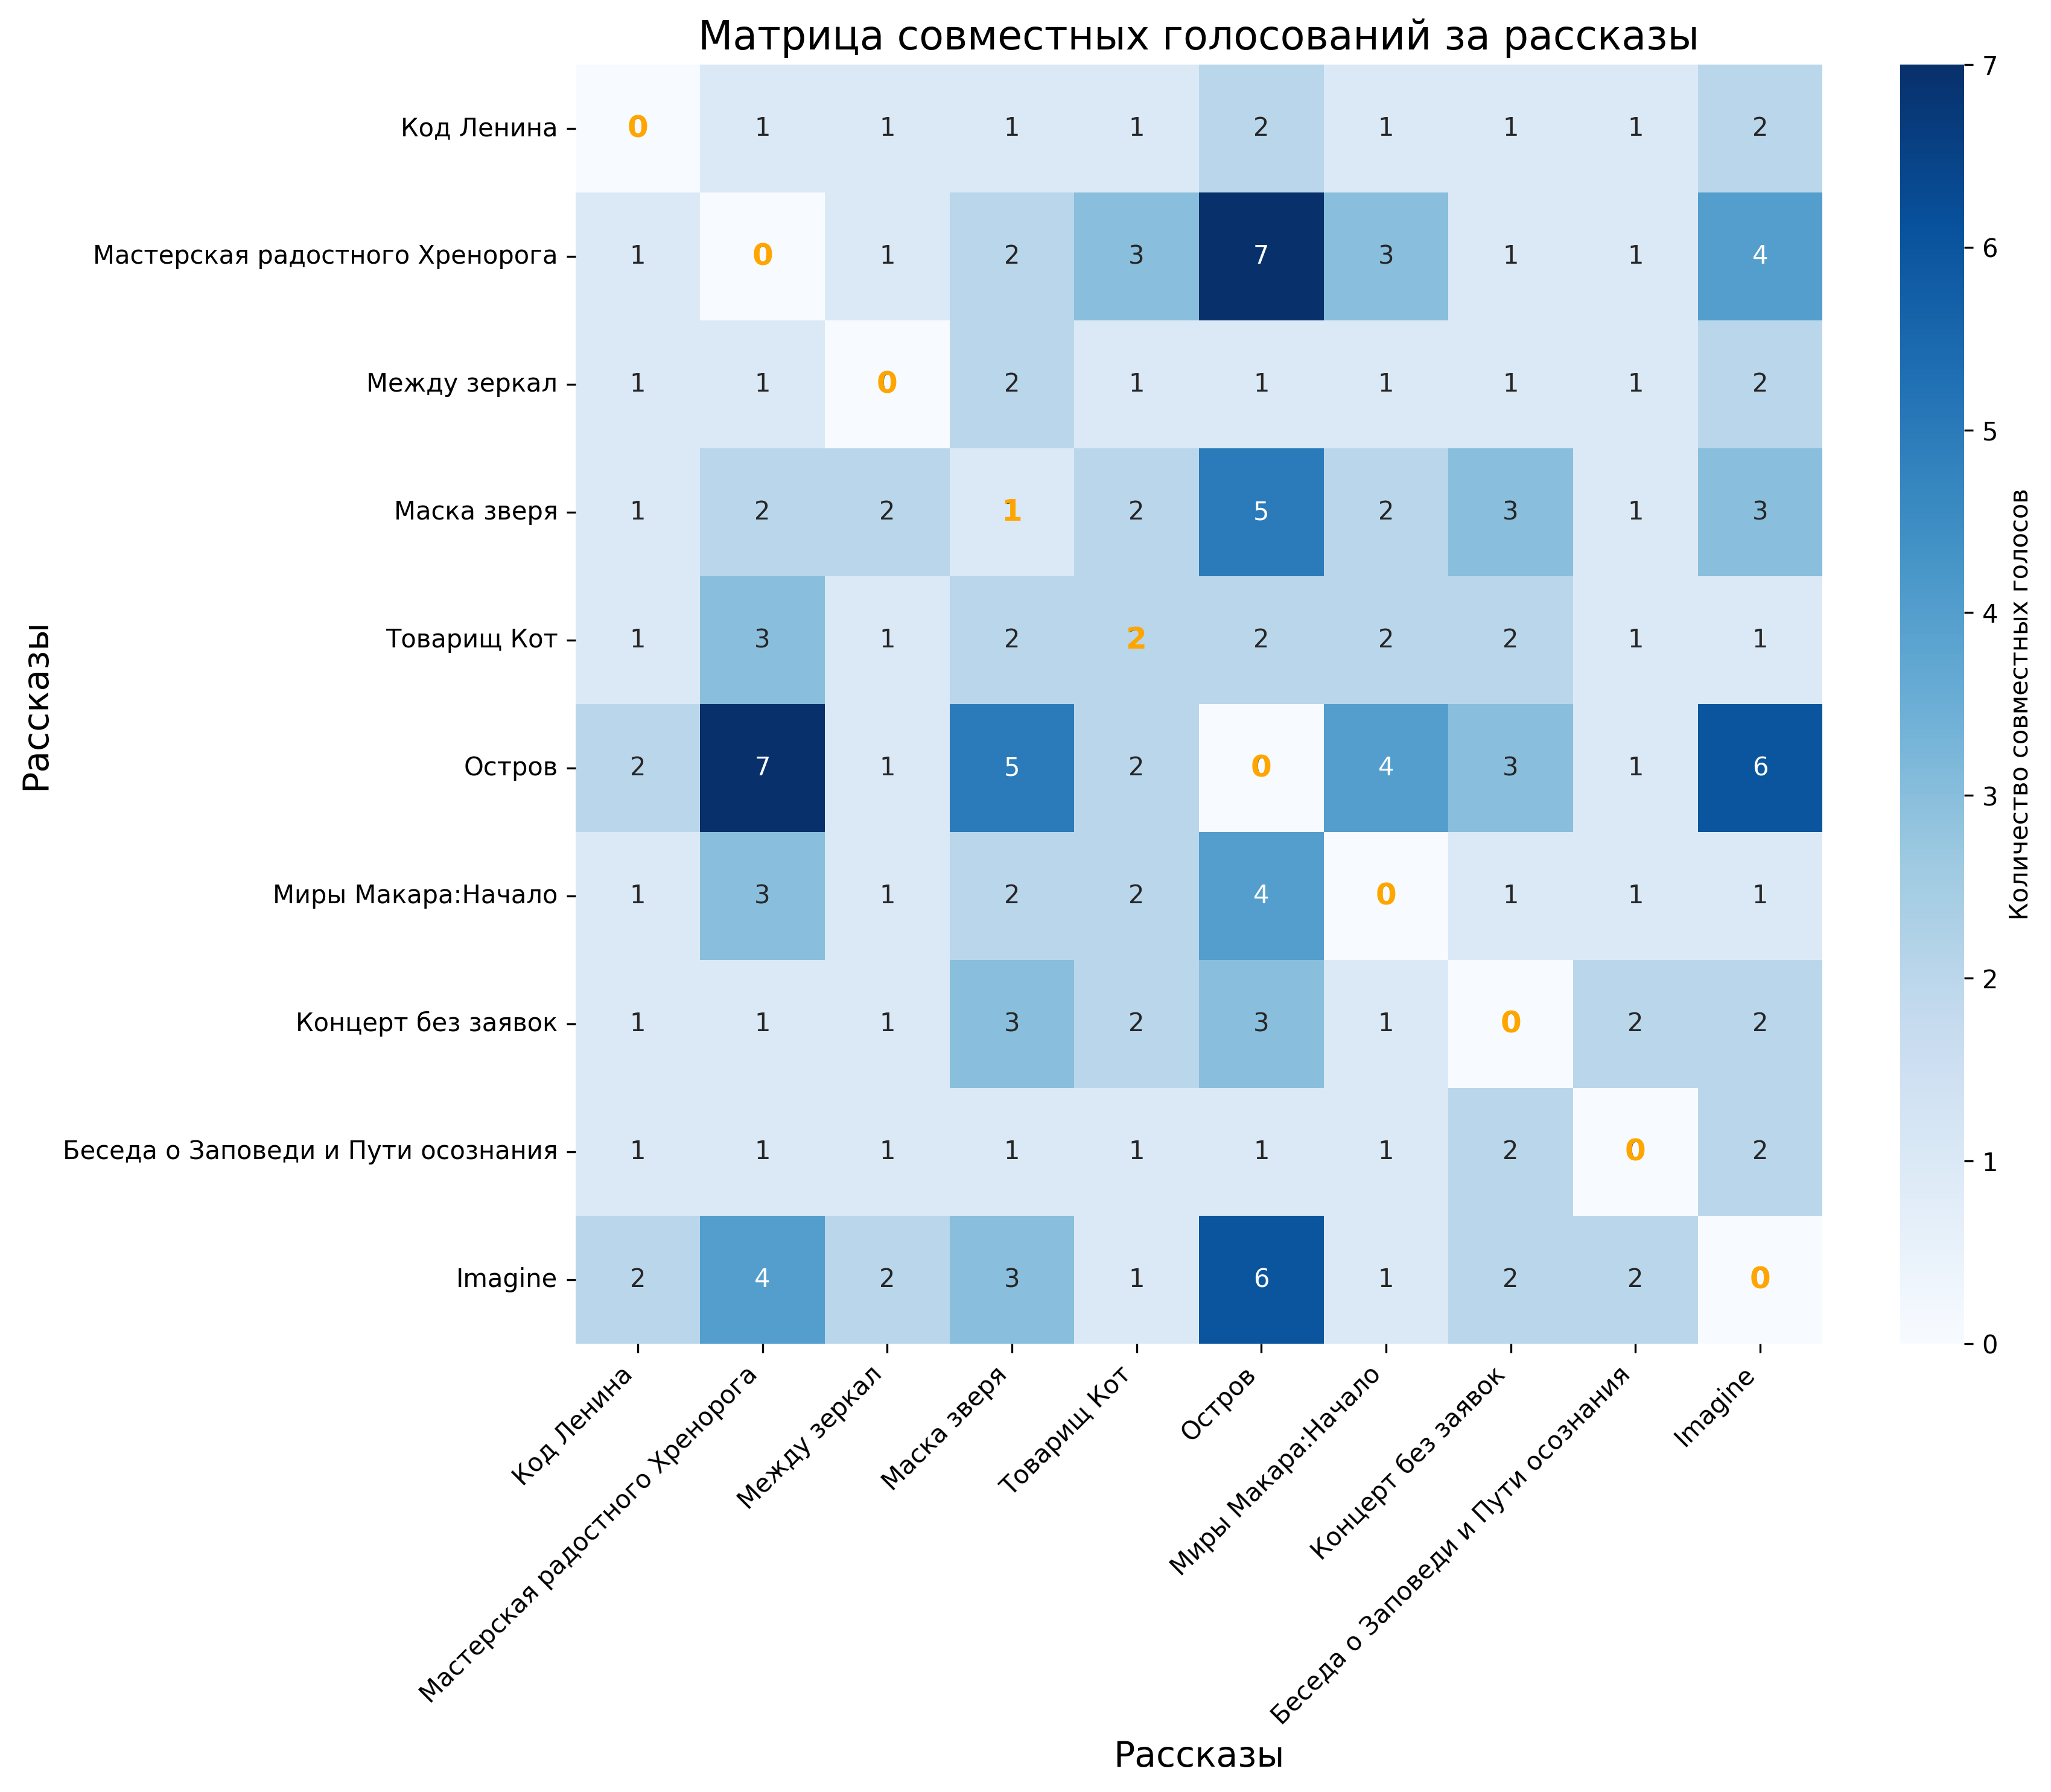 Матрица совместных голосований за рассказы
Код Ленина 0 1 1 1 1 2 1 1 1 2
Мастерская радостного Хренорога 1 0 1 2 3 7 3 1 1 4
Между зеркал 1 1 0 2 1 1 1 1 1 2
Маска зверя 1 2 2 1 2 5 2 3 1 3
Товарищ Кот 1 3 1 2 2 2 2 2 1 1
Остров 2 7 1 5 2 0 4 3 1 6
Миры Макара:Начало 1 3 1 2 2 4 0 1 1 1
Концерт без заявок 1 1 1 3 2 3 1 0 2 2
Беседа о Заповеди и Пути осознания 1 1 1 1 1 1 1 2 0 2
Imagine 2 4 2 3 1 6 1 2 2 0
Рассказы
Код Ленина
Мастерская радостного Хренорога
Между зеркал
Маска зверя
Товарищ Кот
Остров
Миры Макара:Начало
Концерт без заявок
Беседа о Заповеди и Пути осознания
Imagine
Рассказы
7
6
5
4
3
2
1
0
Количество совместных голосов